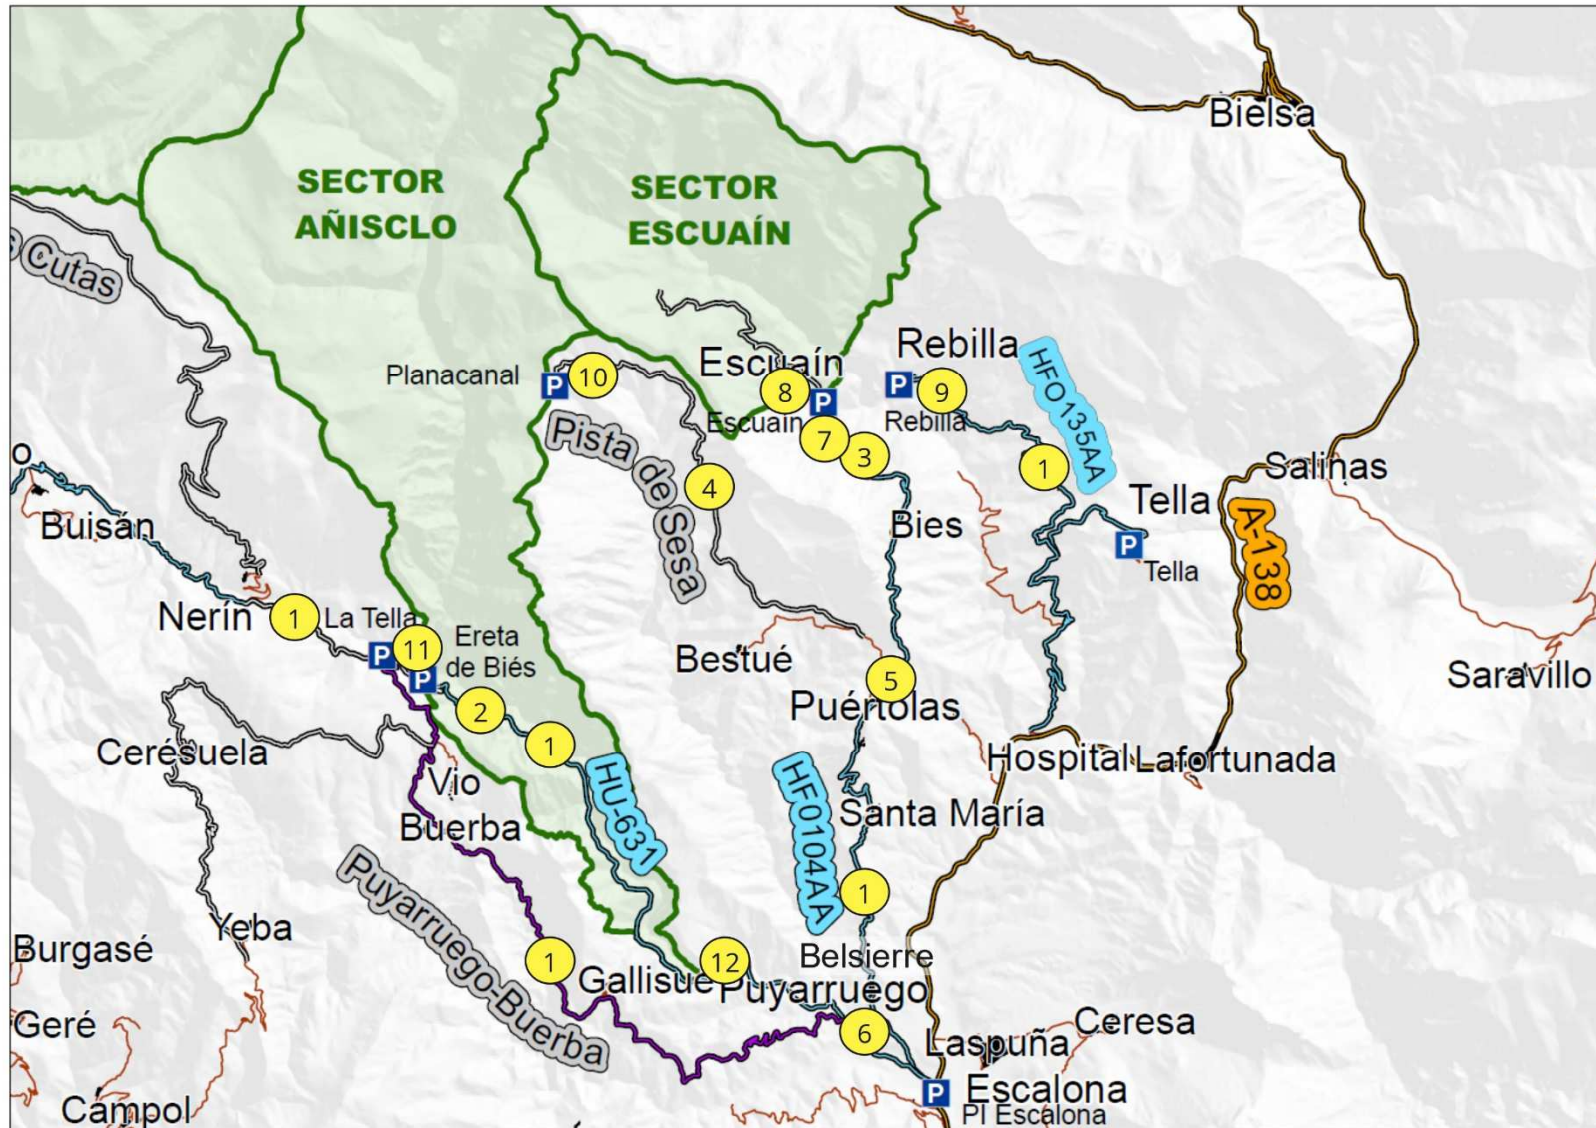 Bielsa
SECTOR
AÑISCLO
SECTOR
ESCUAÍN
s Cutas
Rebilla
HFO135AA
Escuaín
Planacanal
P
10
8
P
P
9
Escuaín
Rebilla
Pista de Sesa
7
3
1
4
Salinas
o
Tella
A-138
Buisán
Bies
P
Tella
Nerín
1
La Tella
P
11
P
Ereta
de Biés
Bestué
5
Saravillo
2
Puértolas
1
Cerésuela
Hospital
Lafortunada
Vio
HU-631
HF0104AA
Santa María
Buerba
Puyarruego-Buerba
1
Yeba
Burgasé
1
Gallisué
12
Belsierre
Puyarruego
Geré
6
Ceresa
Laspuña
P
Escalona
Pl Escalona
Campol